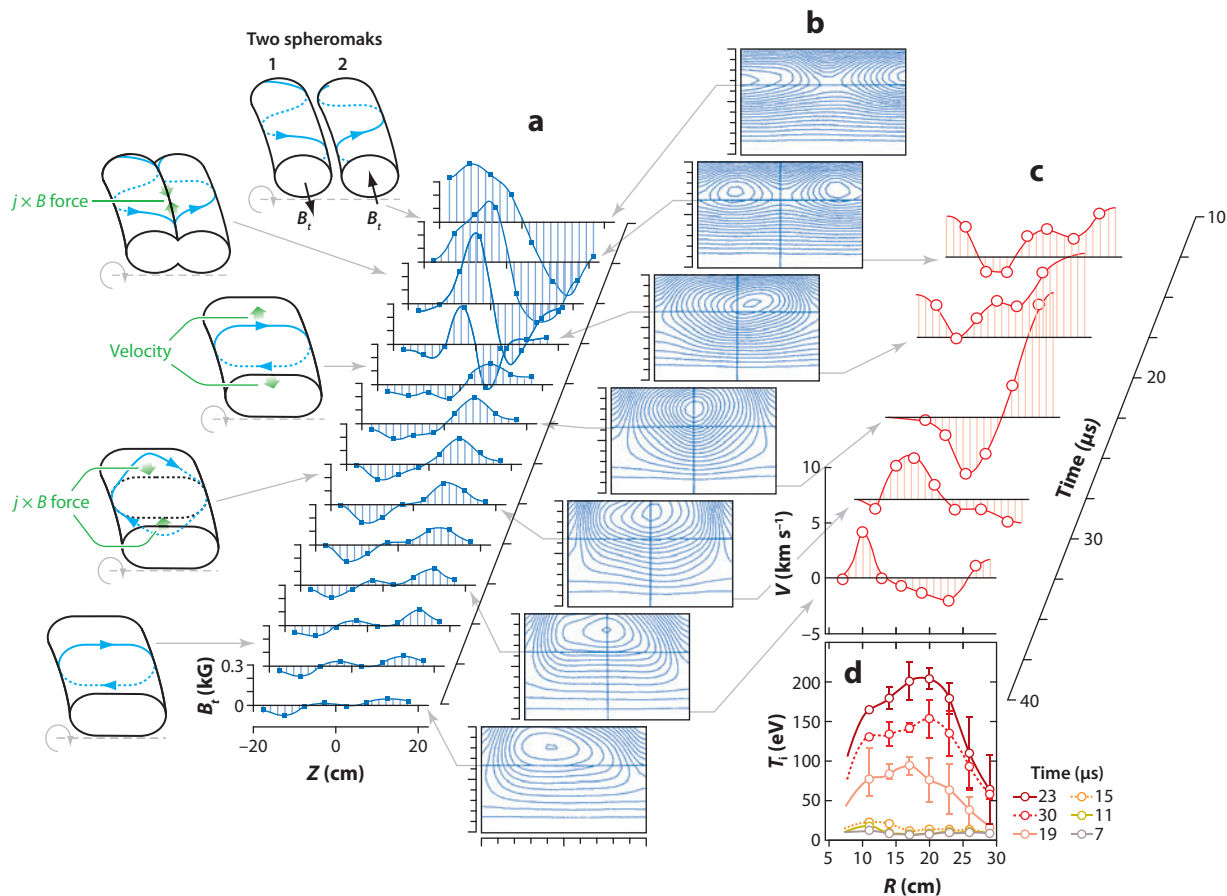 Two spheromaks
1 2
B_t B_t
j × B force
Velocity
j × B force
a
0.3
0
B_t (kG)
−20 0 20
Z (cm)
b
c
10
20
30
40
Time (μs)
10
5
0
−5
V (km s⁻¹)
d
200
150
100
50
0
T_i (eV)
5 10 15 20 25 30
R (cm)
Time (μs)
23 15
30 11
19 7